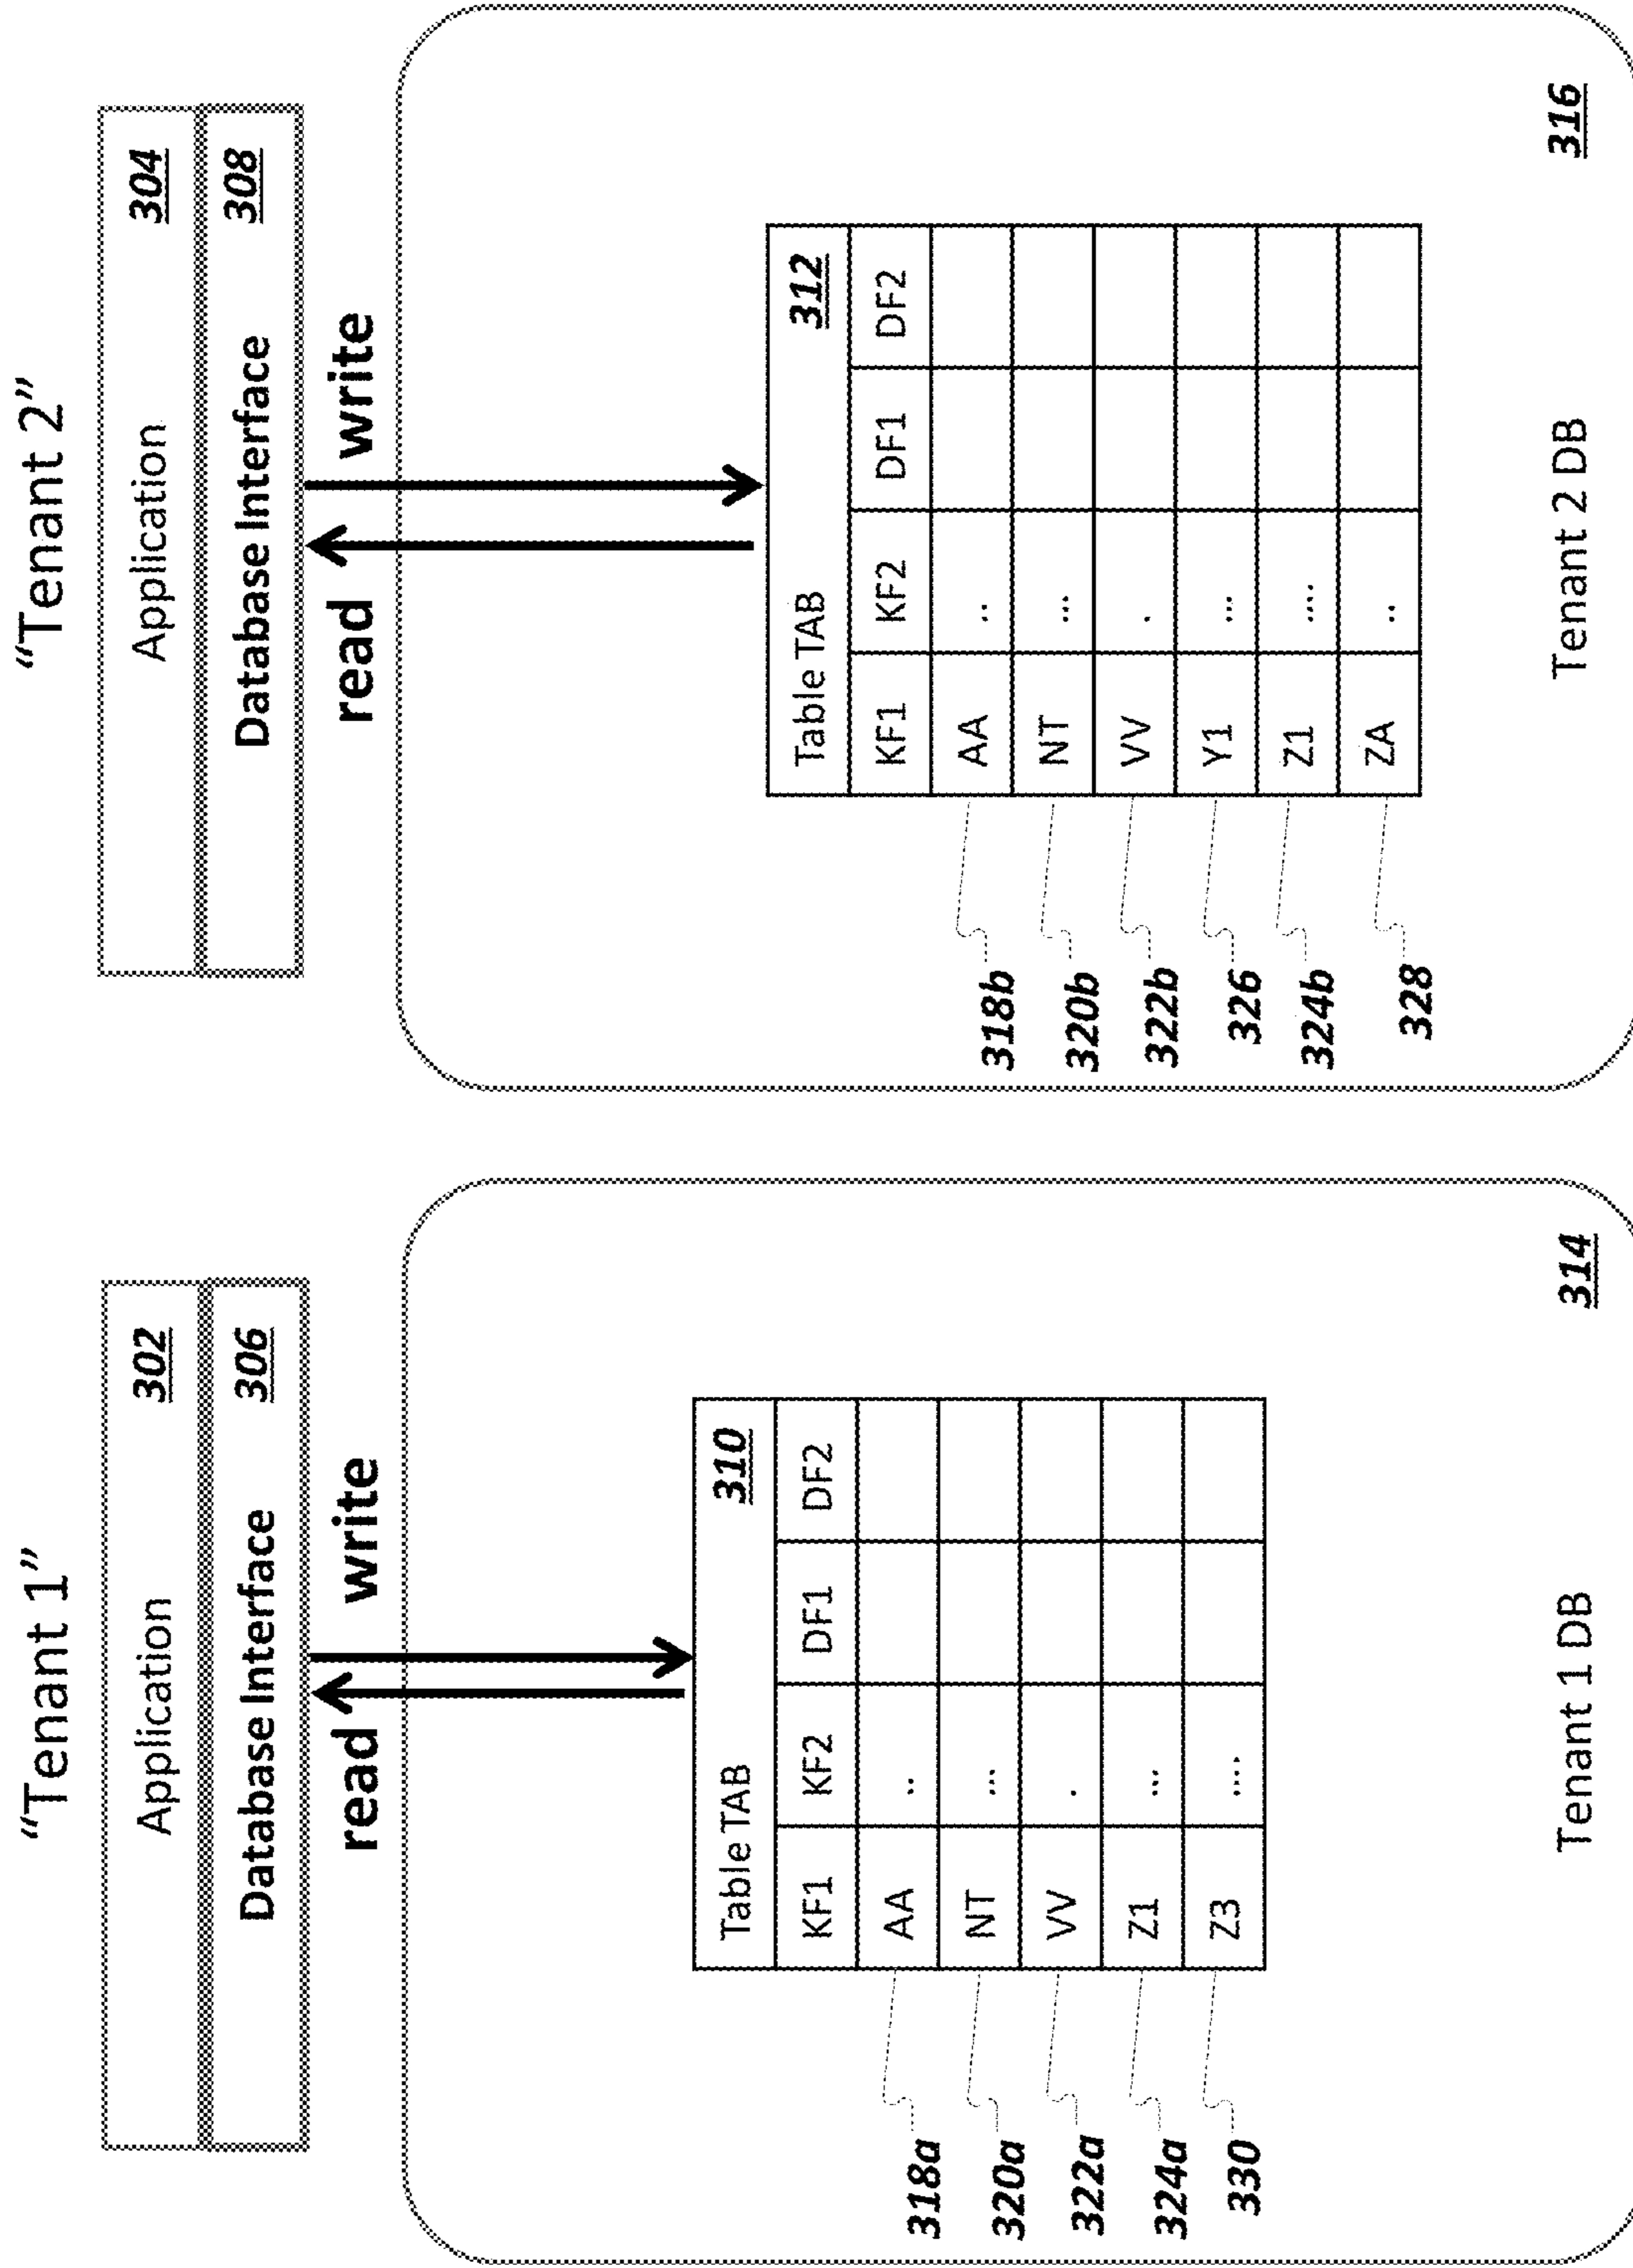 “Tenant 1”
Application 302
Database Interface 306
read write
Table TAB 310
KF1 KF2 DF1 DF2
318a AA ..
320a NT ...
322a VV .
324a Z1 ...
330 Z3 ....
Tenant 1 DB 314
“Tenant 2”
Application 304
Database Interface 308
read write
Table TAB 312
KF1 KF2 DF1 DF2
318b AA ..
320b NT ...
322b VV .
326 Y1 ...
324b Z1 ....
328 ZA ..
Tenant 2 DB 316